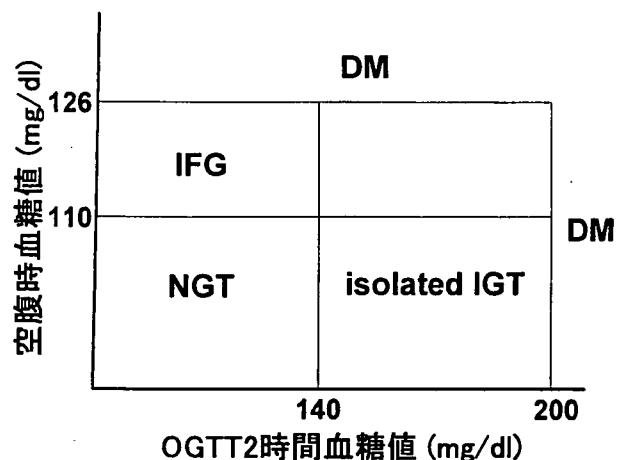 DM
126
IFG
110
DM
NGT
isolated IGT
空腹時血糖値 (mg/dl)
140
200
OGTT2時間血糖値 (mg/dl)